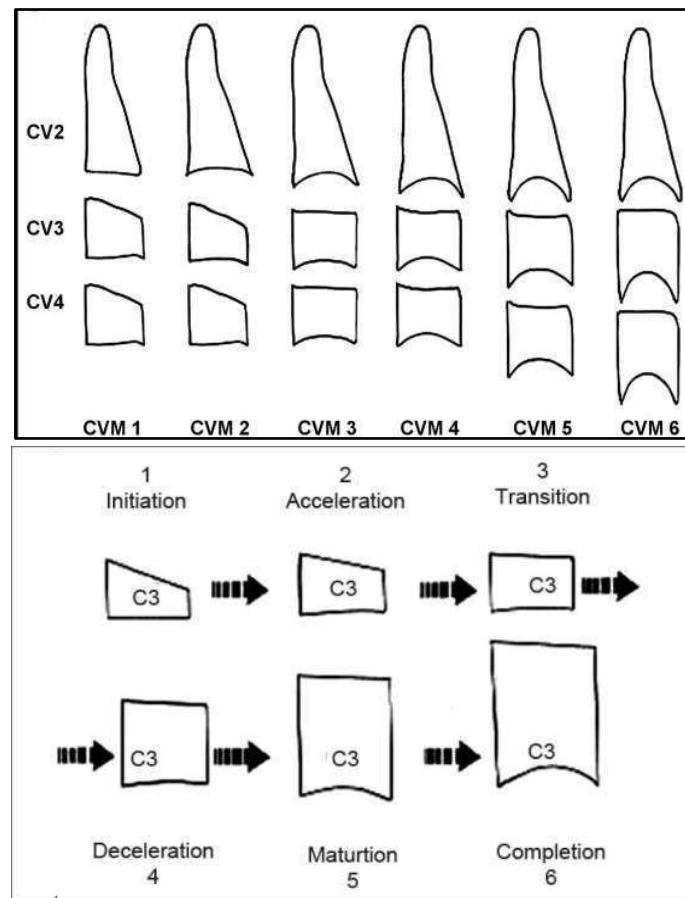 CV2
CV3
CV4
CVM 1 CVM 2 CVM 3 CVM 4 CVM 5 CVM 6
1 2 3
Initiation Acceleration Transition
C3 C3 C3
C3 C3 C3
Deceleration Maturtion Completion
4 5 6